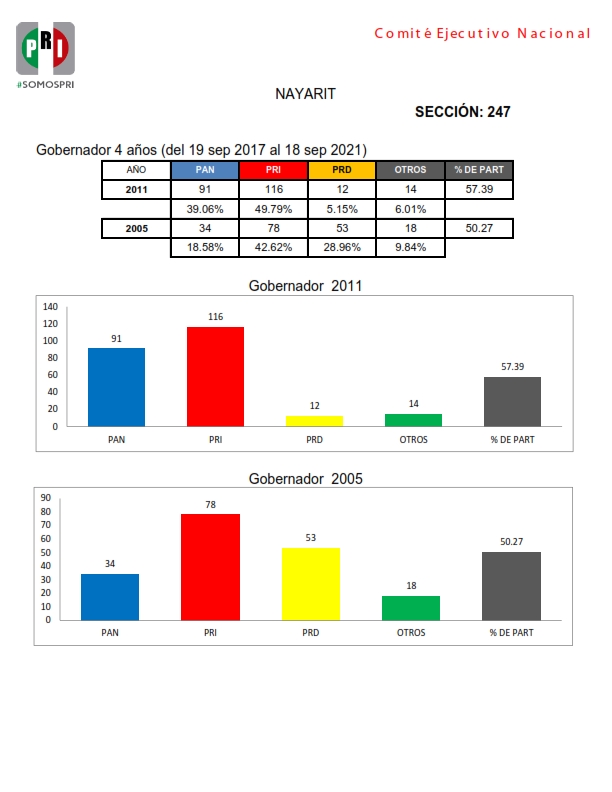 Comité Ejecutivo Nacional
PRI
#SOMOSPRI
NAYARIT
SECCIÓN: 247
Gobernador 4 años (del 19 sep 2017 al 18 sep 2021)
AÑO PAN PRI PRD OTROS % DE PART
2011 91 116 12 14 57.39
39.06% 49.79% 5.15% 6.01%
2005 34 78 53 18 50.27
18.58% 42.62% 28.96% 9.84%
Gobernador 2011
140
120
100
80
60
40
20
0
91
116
12
14
57.39
PAN PRI PRD OTROS % DE PART
Gobernador 2005
90
80
70
60
50
40
30
20
10
0
34
78
53
18
50.27
PAN PRI PRD OTROS % DE PART